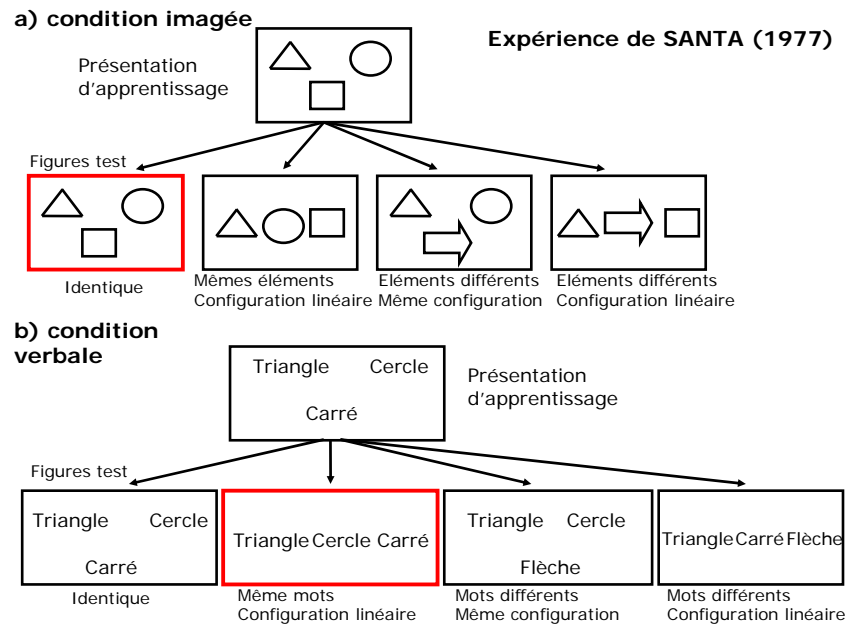 a) condition imagée
Expérience de SANTA (1977)
Présentation
d'apprentissage
Figures test
Identique
Mêmes éléments
Configuration linéaire
Eléments différents
Même configuration
Eléments différents
Configuration linéaire
b) condition
verbale
Triangle Cercle
Carré
Présentation
d'apprentissage
Figures test
Triangle Cercle
Carré
Triangle Cercle Carré
Triangle Cercle
Flèche
Triangle Carré Flèche
Identique
Même mots
Configuration linéaire
Mots différents
Même configuration
Mots différents
Configuration linéaire